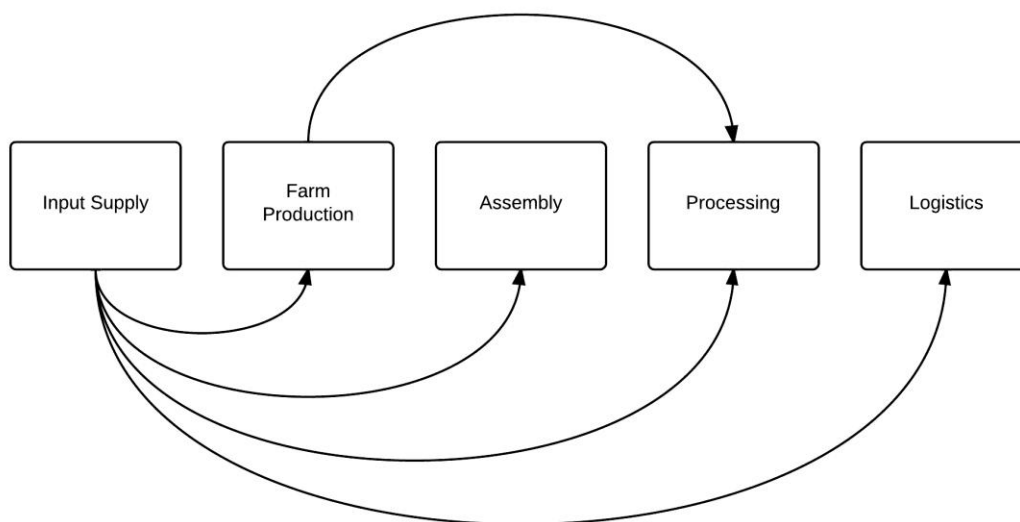 Input Supply
Farm
Production
Assembly
Processing
Logistics